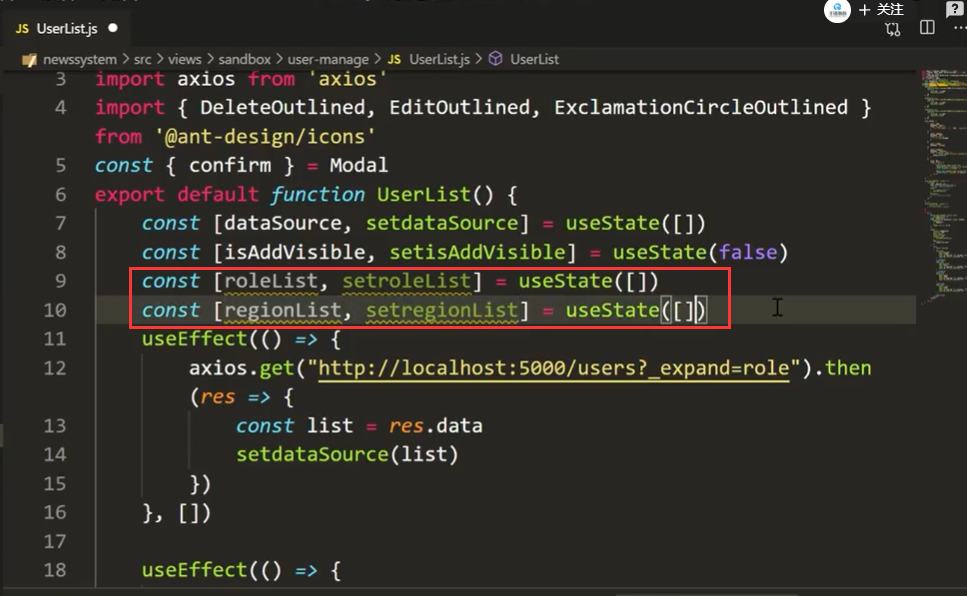 + 关注
?
JS UserList.js ●
newssystem > src > views > sandbox > user-manage > JS UserList.js > UserList
3 import axios from 'axios'
4 import { DeleteOutlined, EditOutlined, ExclamationCircleOutlined }
from '@ant-design/icons'
5 const { confirm } = Modal
6 export default function UserList() {
7 const [dataSource, setdataSource] = useState([])
8 const [isAddVisible, setisAddVisible] = useState(false)
9 const [roleList, setroleList] = useState([])
10 const [regionList, setregionList] = useState([])
11 useEffect(() => {
12 axios.get("http://localhost:5000/users?_expand=role").then
(res => {
13 const list = res.data
14 setdataSource(list)
15 })
16 }, [])
17
18 useEffect(() => {